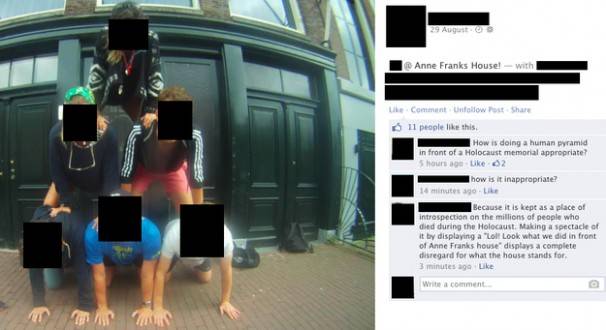 29 August ·
@ Anne Franks House! — with
Like · Comment · Unfollow Post · Share
11 people like this.
How is doing a human pyramid
in front of a Holocaust memorial appropriate?
5 hours ago · Like · 2
how is it inappropriate?
14 minutes ago · Like
Because it is kept as a place of
introspection on the millions of people who
died during the Holocaust. Making a spectacle of
it by displaying a "Lol! Look what we did in front
of Anne Franks house" displays a complete
disregard for what the house stands for.
3 minutes ago · Like
Write a comment...